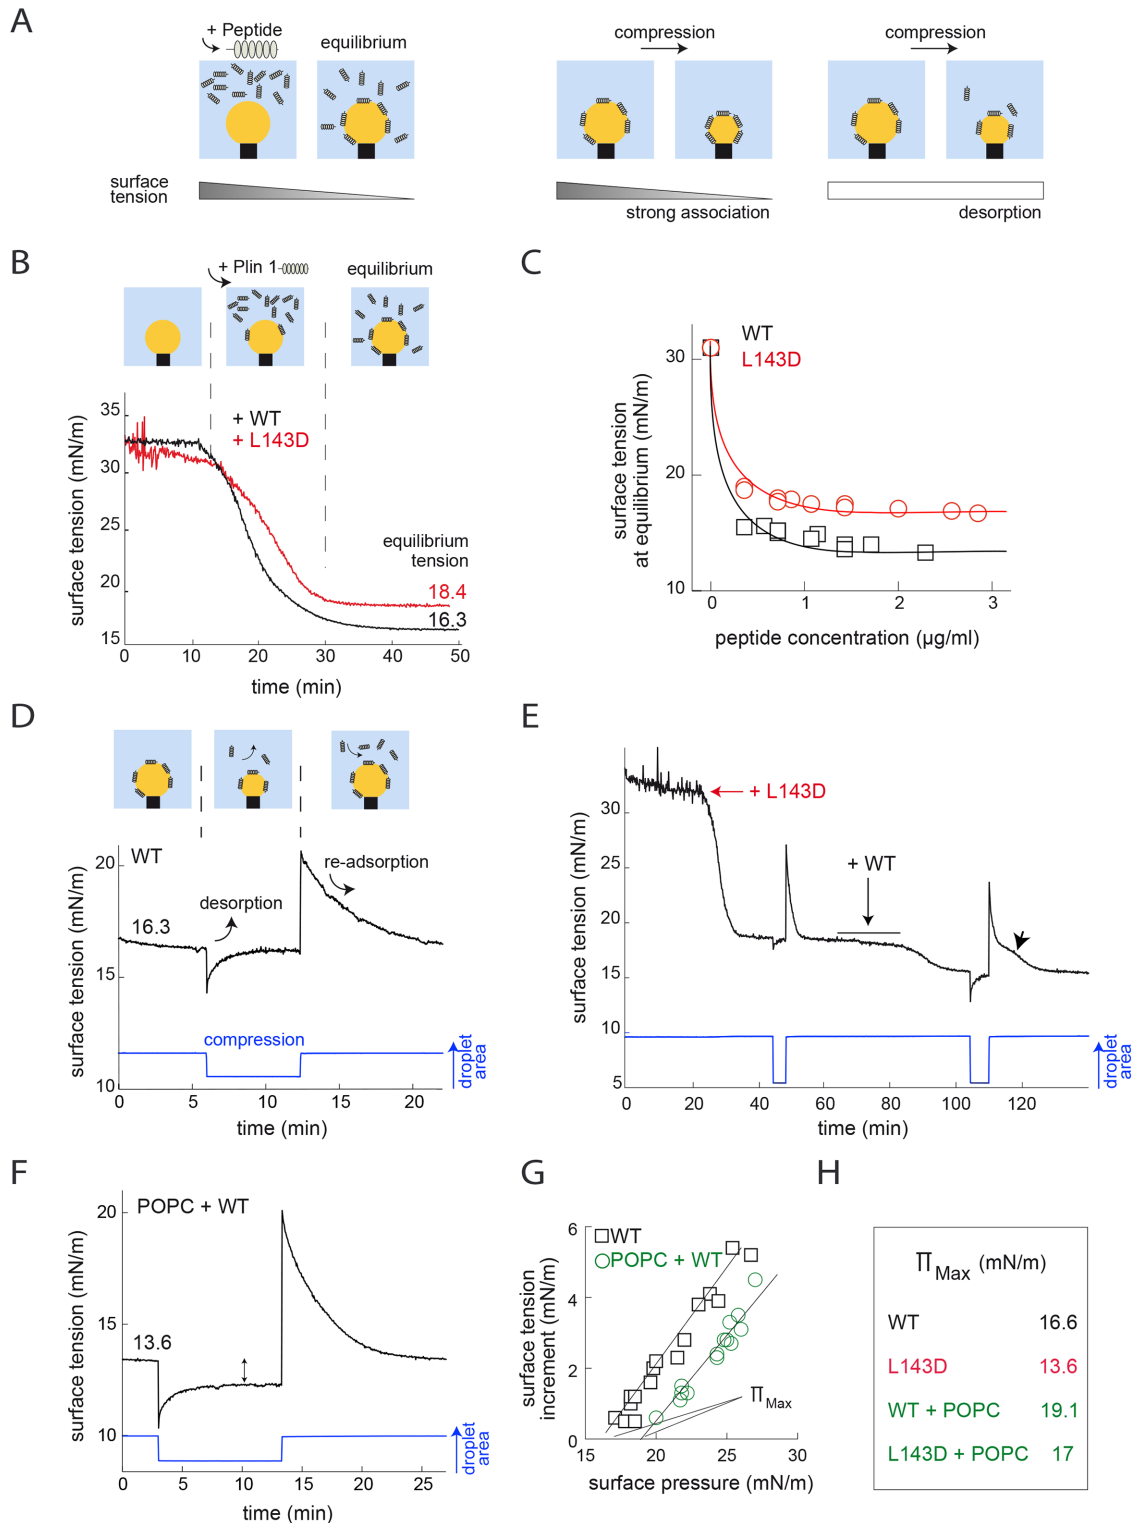 A
+ Peptide
equilibrium
compression
compression
surface
tension
strong association
desorption
B
+ Plin 1
equilibrium
surface tension (mN/m)
35
30
25
20
15
+ WT
+ L143D
equilibrium
tension
18.4
16.3
0
10
20
30
40
50
time (min)
C
surface tension
at equilibrium (mN/m)
30
20
10
WT
L143D
0
1
2
3
peptide concentration (µg/ml)
D
surface tension (mN/m)
20
15
10
WT
16.3
desorption
re-adsorption
compression
droplet
area
0
5
10
15
20
time (min)
E
surface tension (mN/m)
30
25
20
15
10
5
+ L143D
+ WT
droplet
area
0
20
40
60
80
100
120
time (min)
F
surface tension (mN/m)
20
15
10
POPC + WT
13.6
droplet
area
0
5
10
15
20
25
time (min)
G
surface tension
increment (mN/m)
6
4
2
0
WT
POPC + WT
ΠMax
15
20
25
30
surface pressure (mN/m)
H
ΠMax (mN/m)
WT 16.6
L143D 13.6
WT + POPC 19.1
L143D + POPC 17